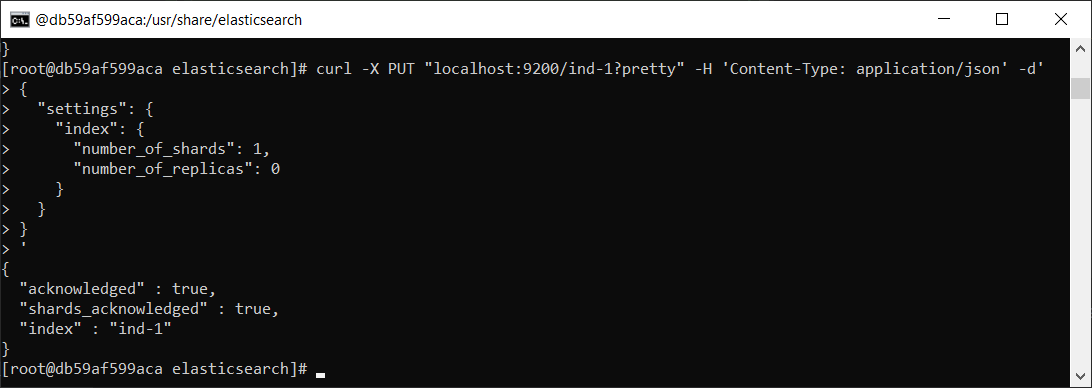 @db59af599aca:/usr/share/elasticsearch
}
[root@db59af599aca elasticsearch]# curl -X PUT "localhost:9200/ind-1?pretty" -H 'Content-Type: application/json' -d'
> {
>   "settings": {
>     "index": {
>       "number_of_shards": 1,
>       "number_of_replicas": 0
>     }
>   }
> }
> '
{
  "acknowledged" : true,
  "shards_acknowledged" : true,
  "index" : "ind-1"
}
[root@db59af599aca elasticsearch]#